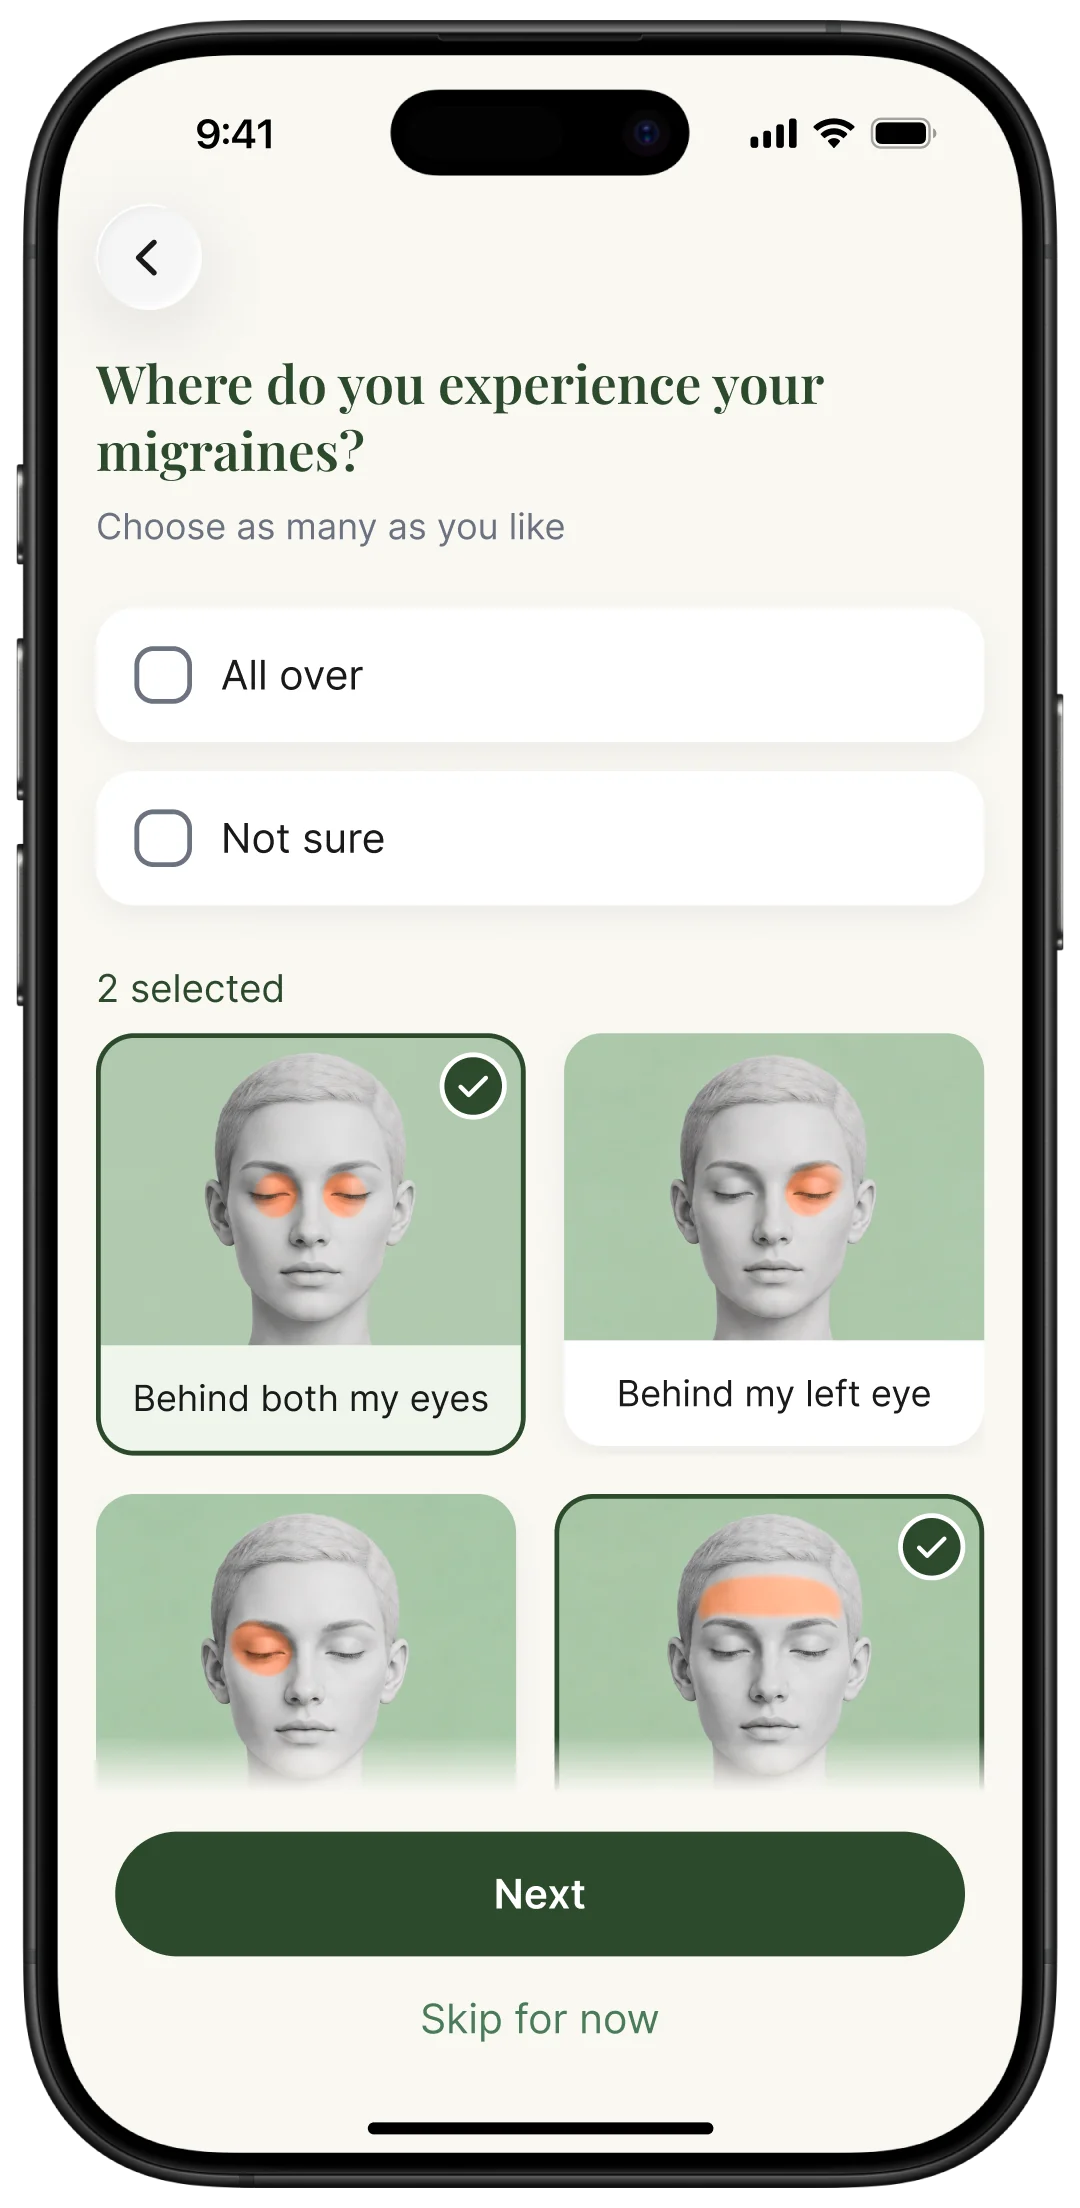 9:41
Where do you experience your
migraines?
Choose as many as you like
All over
Not sure
2 selected
Behind both my eyes
Behind my left eye
Next
Skip for now